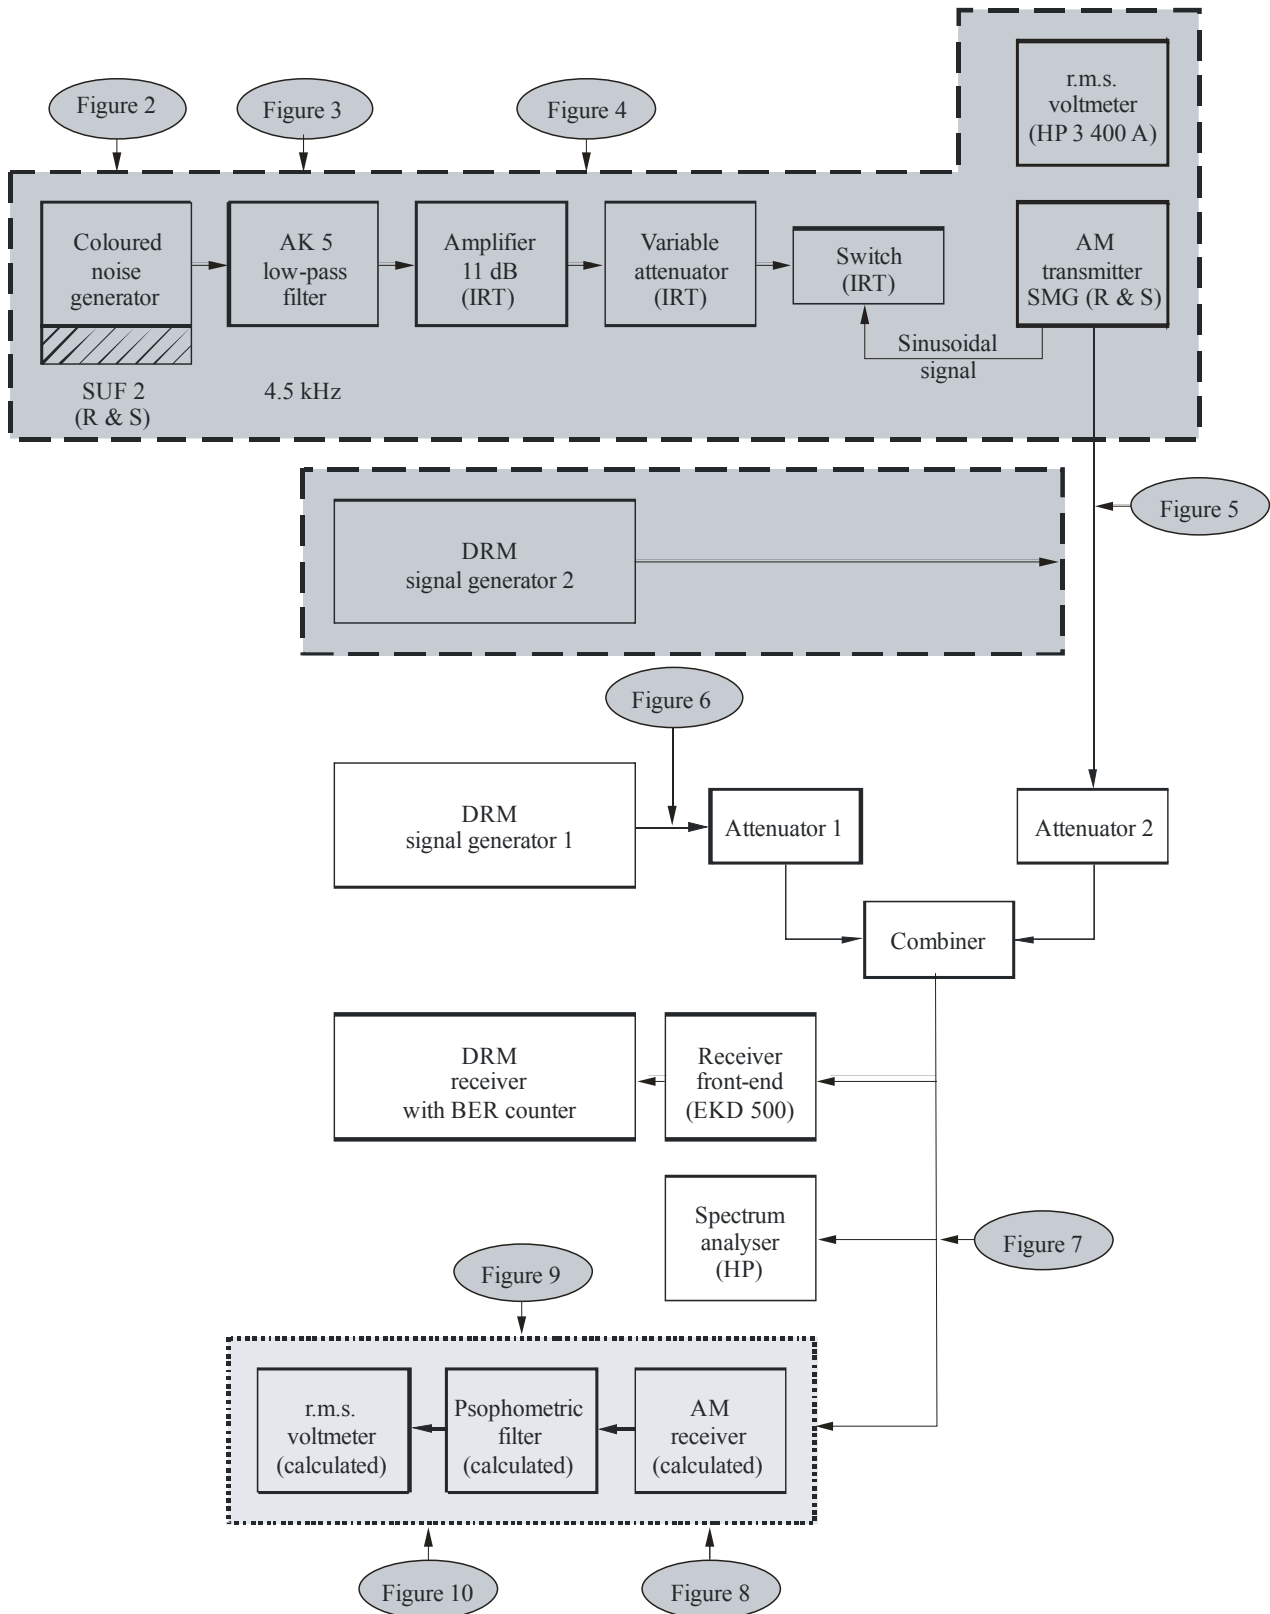 r.m.s.
voltmeter
(HP 3 400 A)
Figure 2
Figure 3
Figure 4
Coloured
noise
generator
AK 5
low-pass
filter
Amplifier
11 dB
(IRT)
Variable
attenuator
(IRT)
Switch
(IRT)
AM
transmitter
SMG (R & S)
Sinusoidal
signal
SUF 2
(R & S)
4.5 kHz
Figure 5
DRM
signal generator 2
Figure 6
DRM
signal generator 1
Attenuator 1
Attenuator 2
Combiner
DRM
receiver
with BER counter
Receiver
front-end
(EKD 500)
Spectrum
analyser
(HP)
Figure 7
Figure 9
r.m.s.
voltmeter
(calculated)
Psophometric
filter
(calculated)
AM
receiver
(calculated)
Figure 10
Figure 8